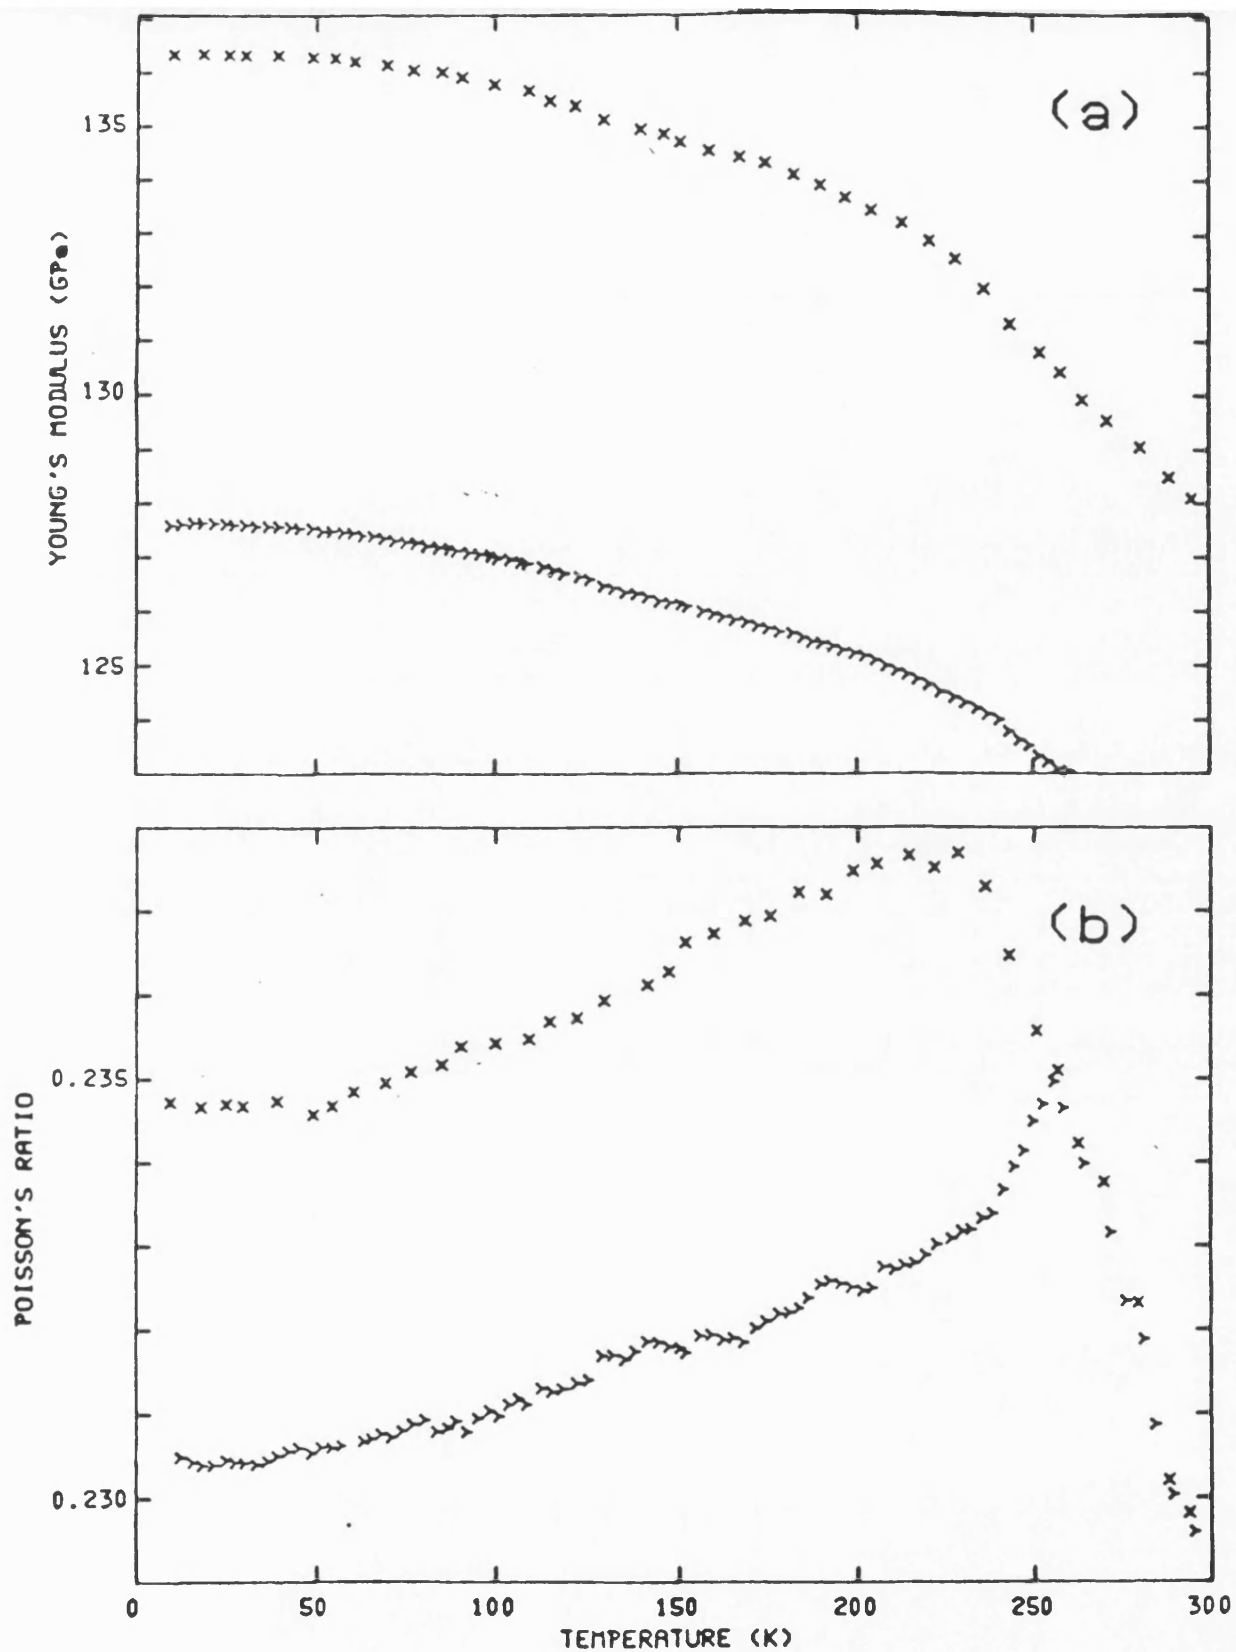 (a)
135
130
125
YOUNG'S MODULUS (GPa)
(b)
0.235
0.230
POISSON'S RATIO
0 50 100 150 200 250 300
TEMPERATURE (K)